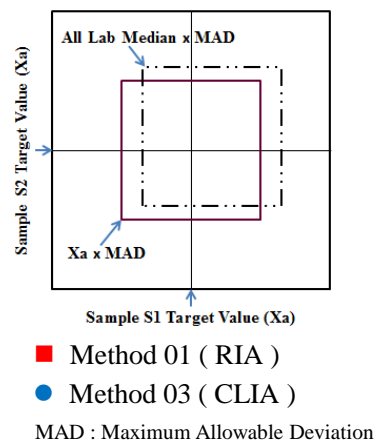 All Lab Median x MAD
Sample S2 Target Value (Xa)
Xa x MAD
Sample S1 Target Value (Xa)
Method 01 ( RIA )
Method 03 ( CLIA )
MAD : Maximum Allowable Deviation